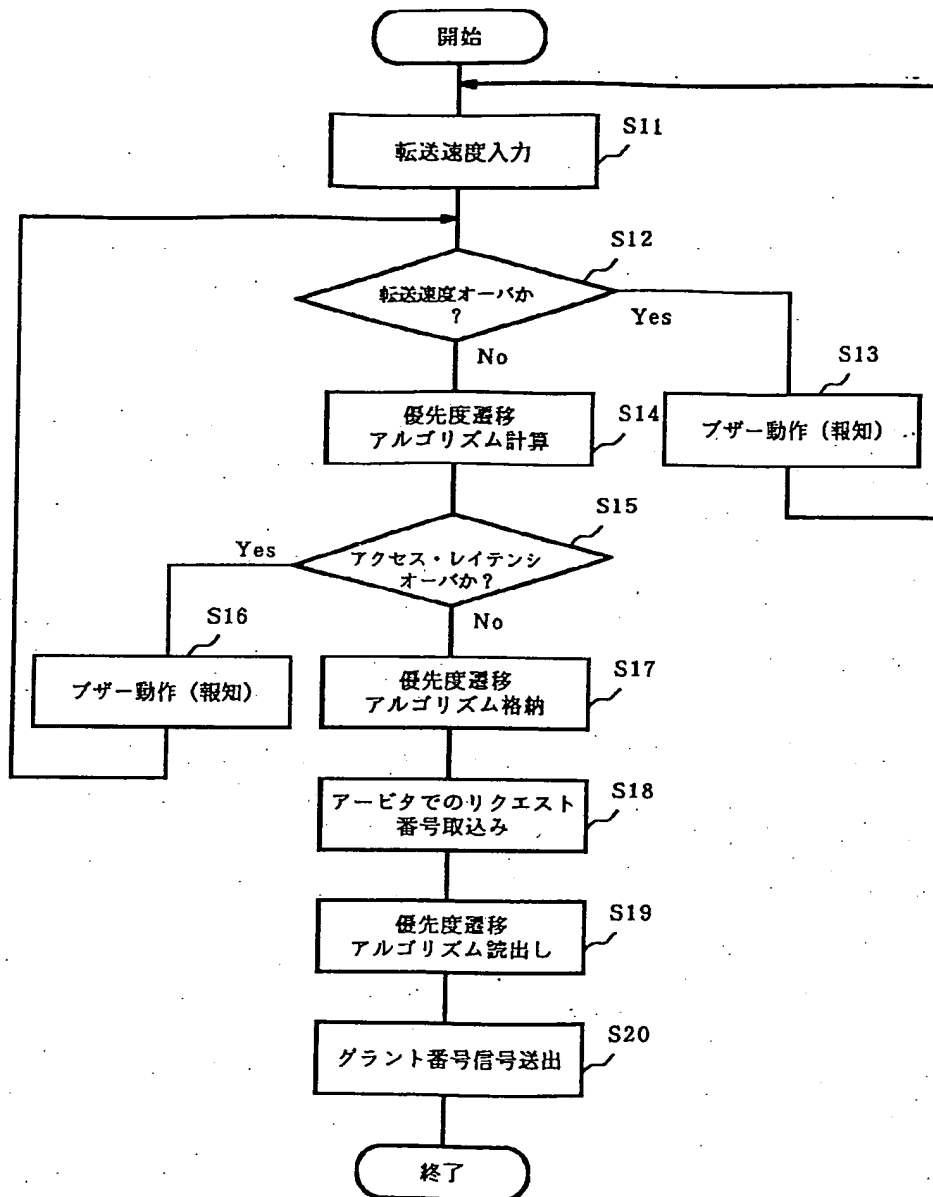 開始
転送速度入力
S11
S12
転送速度オーバか
?
Yes
No
S13
ブザー動作(報知)
優先度遷移
アルゴリズム計算
S14
S15
アクセス・レイテンシ
オーバか?
Yes
No
S16
ブザー動作(報知)
優先度遷移
アルゴリズム格納
S17
アービタでのリクエスト
番号取込み
S18
優先度遷移
アルゴリズム読出し
S19
グラント番号信号送出
S20
終了